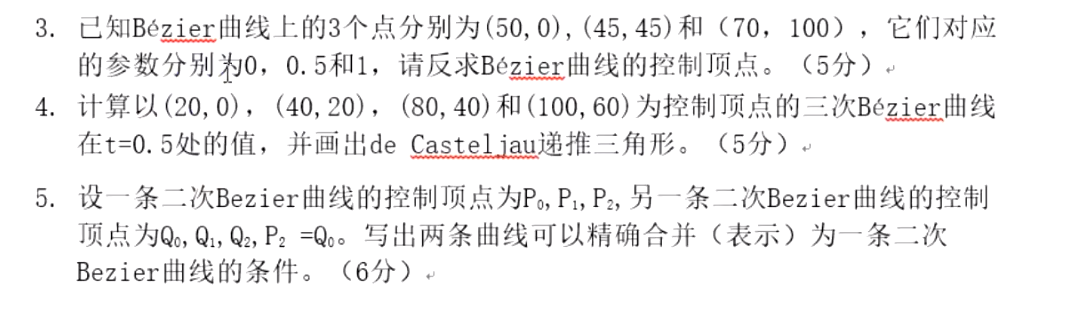 3. 已知Bézier曲线上的3个点分别为(50,0),(45,45)和（70，100），它们对应
的参数分别为0，0.5和1，请反求Bézier曲线的控制顶点。（5分）
4. 计算以(20,0)，(40,20)，(80,40)和(100,60)为控制顶点的三次Bézier曲线
在t=0.5处的值，并画出de Casteljau递推三角形。（5分）
5. 设一条二次Bezier曲线的控制顶点为P₀,P₁,P₂,另一条二次Bezier曲线的控制
顶点为Q₀,Q₁,Q₂,P₂ =Q₀。写出两条曲线可以精确合并（表示）为一条二次
Bezier曲线的条件。（6分）